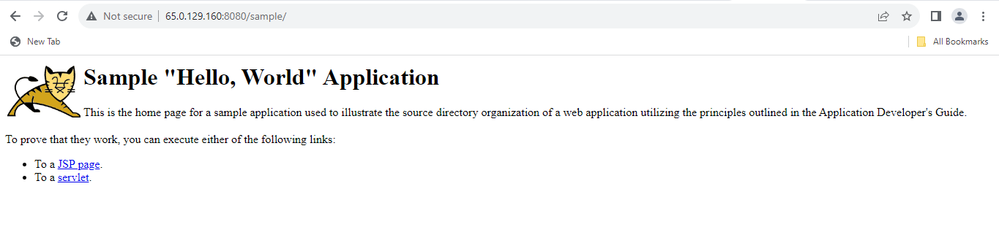 Not secure | 65.0.129.160:8080/sample/
New Tab
All Bookmarks
Sample "Hello, World" Application
This is the home page for a sample application used to illustrate the source directory organization of a web application utilizing the principles outlined in the Application Developer's Guide.
To prove that they work, you can execute either of the following links:
• To a JSP page.
• To a servlet.